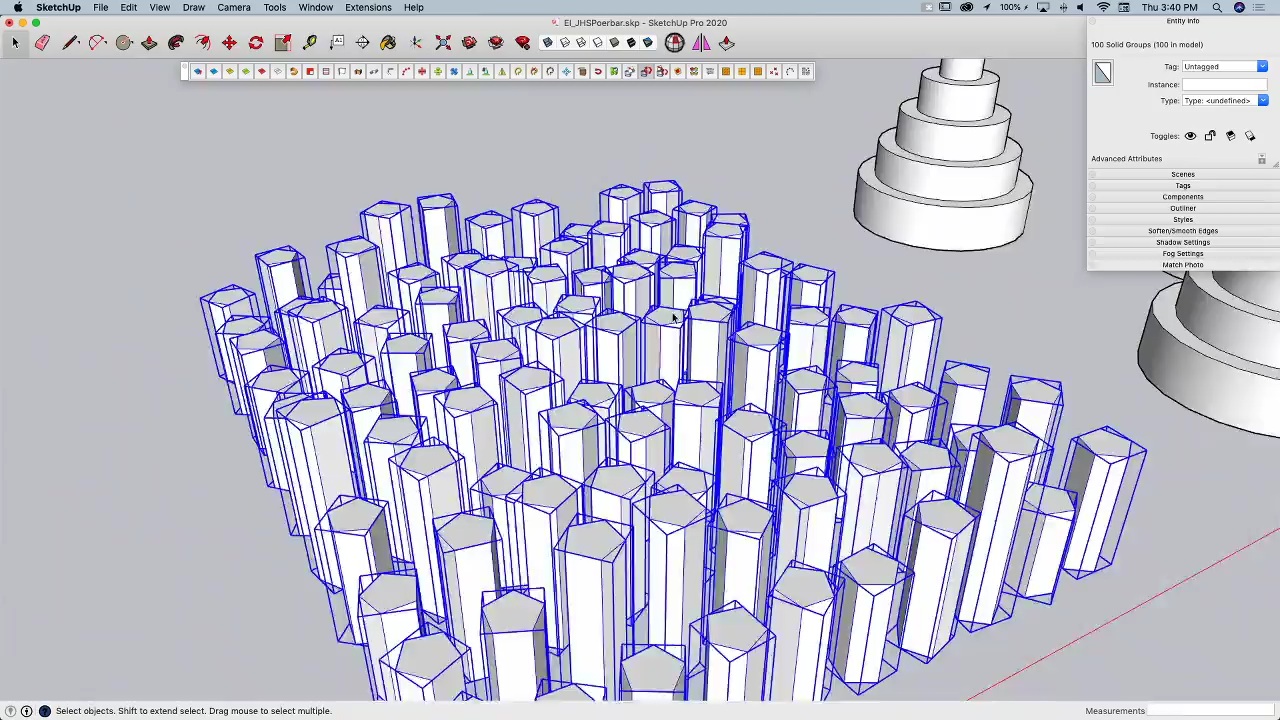 SketchUp File Edit View Draw Camera Tools Window Extensions Help 100% Thu 3:40 PM
EI_JHSPoerbar.skp - SketchUp Pro 2020
Entity Info
100 Solid Groups (100 in model)
Tag: Untagged
Instance:
Type: Type: <undefined>
Toggles:
Advanced Attributes
Scenes
Tags
Components
Outliner
Styles
Soften/Smooth Edges
Shadow Settings
Fog Settings
Match Photo
Select objects. Shift to extend select. Drag mouse to select multiple. Measurements